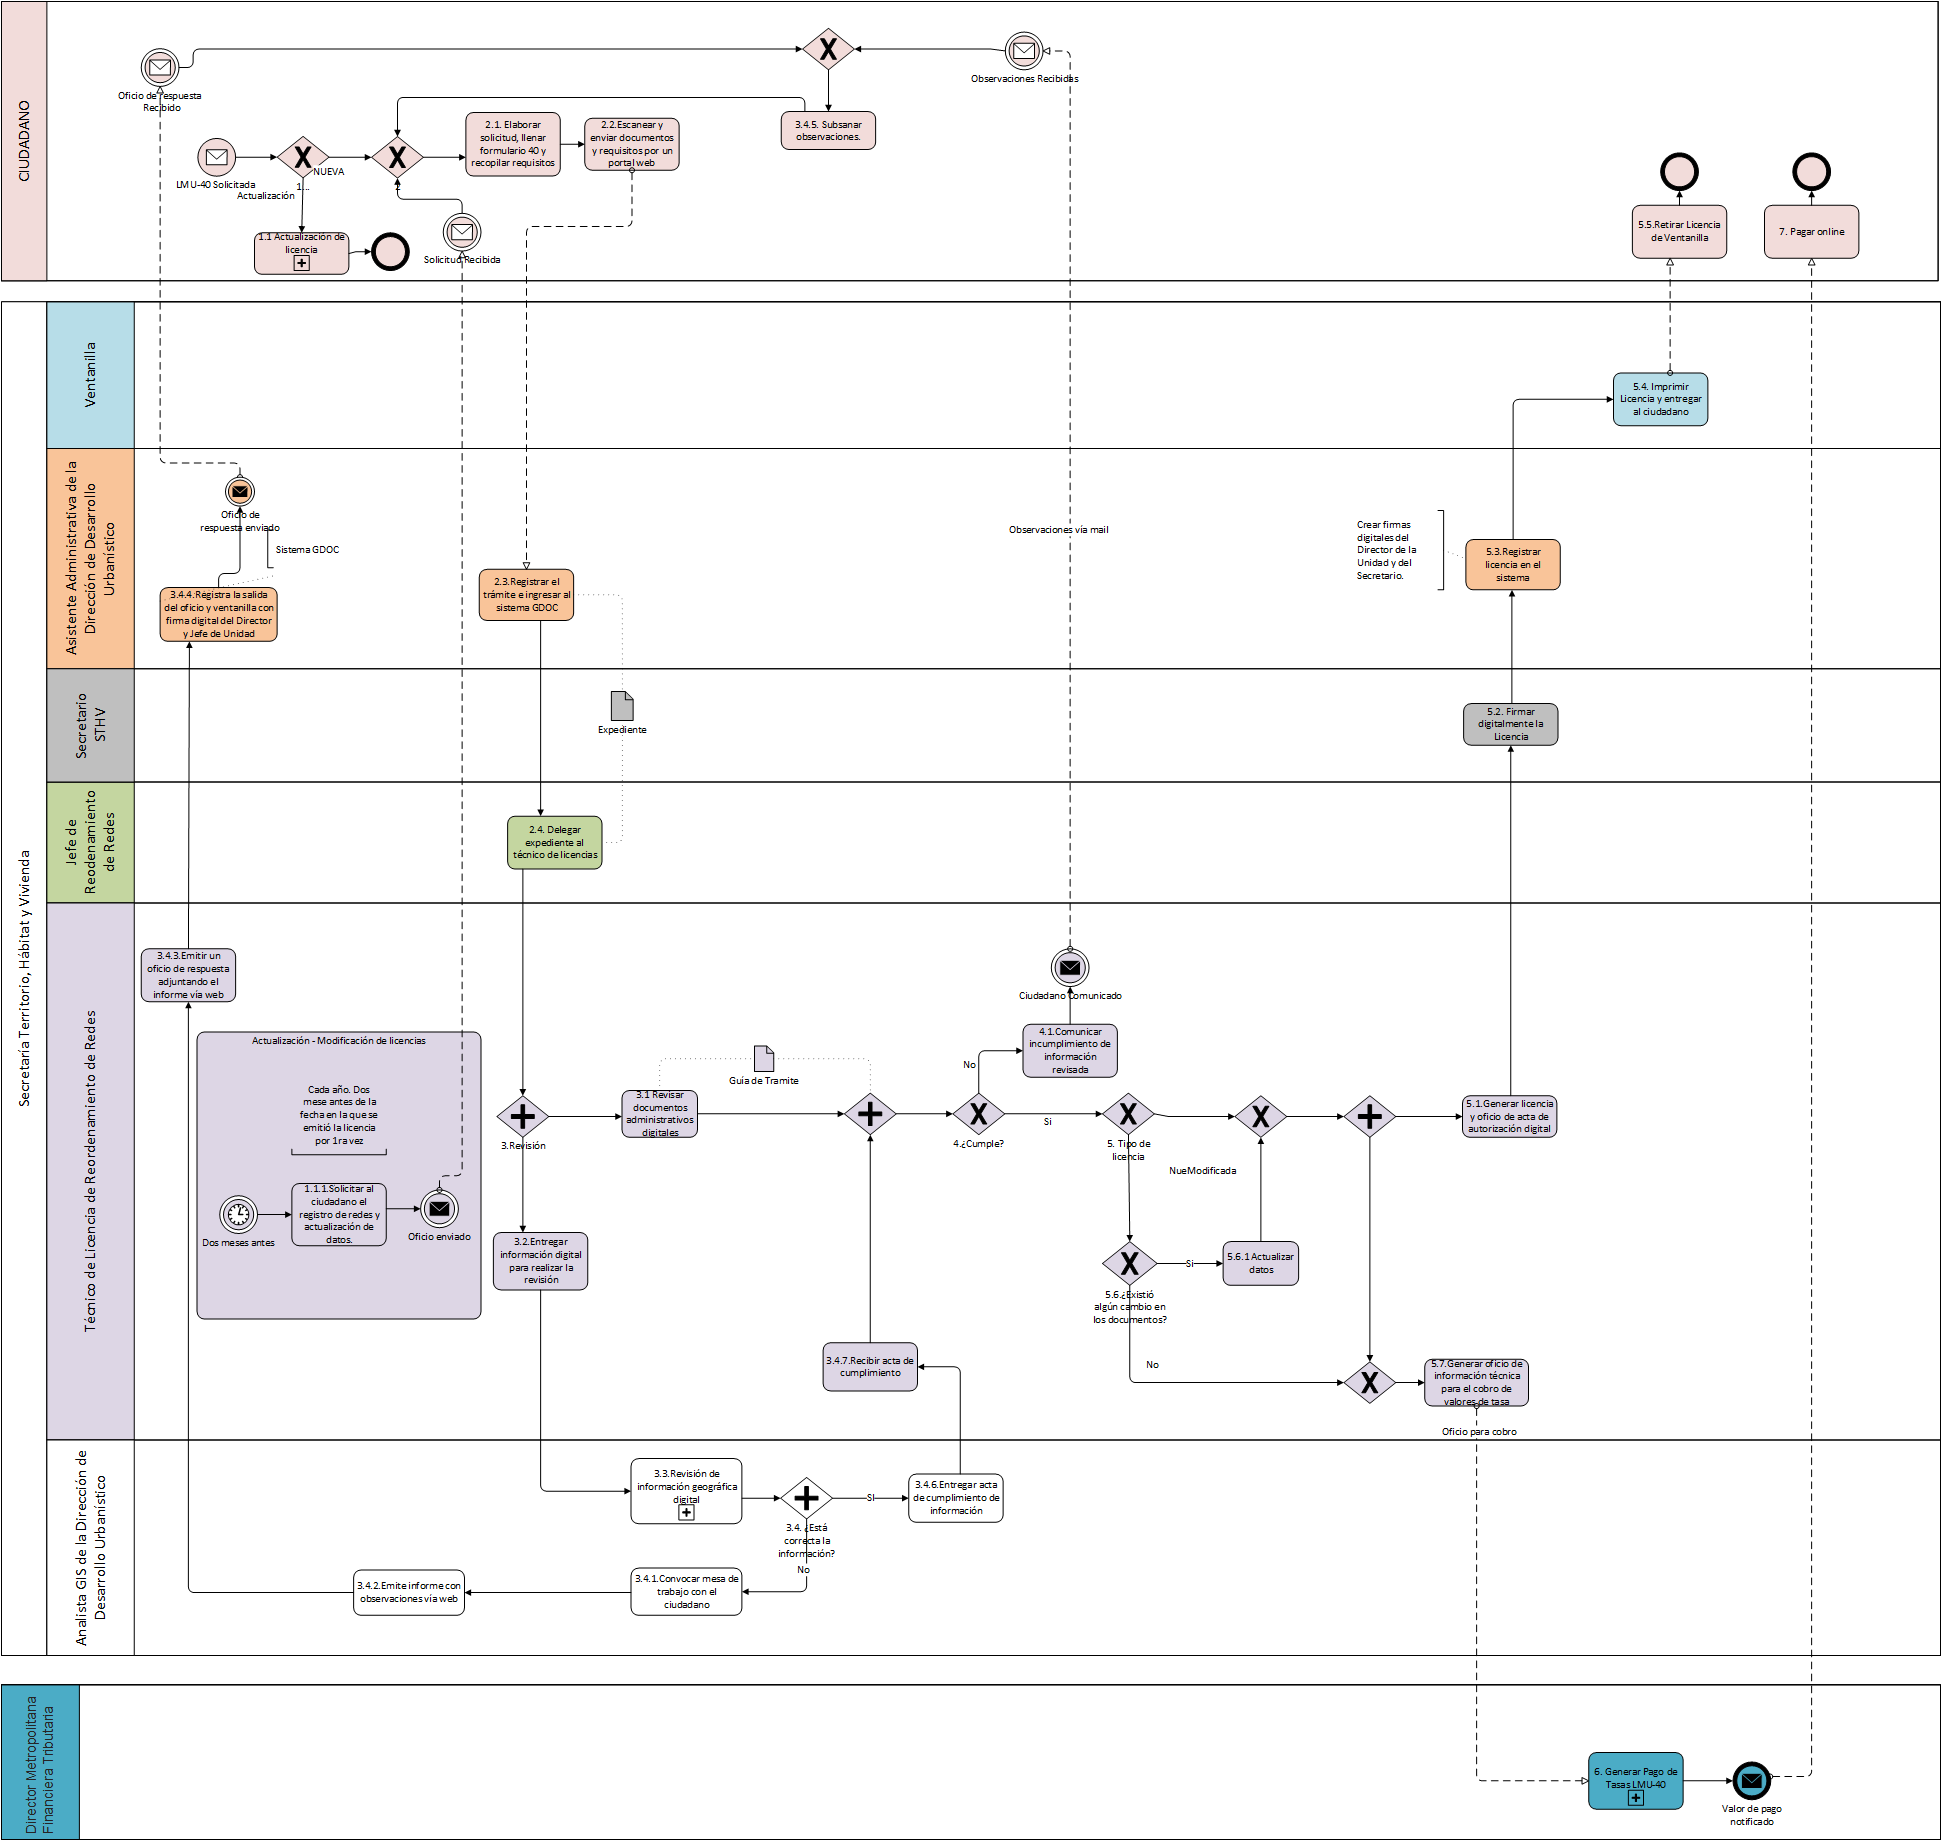 CIUDADANO
Oficio de respuesta
Recibido
Observaciones Recibidas
LMU-40 Solicitada
NUEVA
1...
Actualización
2
2.1. Elaborar
solicitud, llenar
formulario 40 y
recopilar requisitos
2.2.Escanear y
enviar documentos
y requisitos por un
portal web
3.4.5. Subsanar
observaciones.
1.1 Actualización de
licencia
Solicitud Recibida
5.5.Retirar Licencia
de Ventanilla
7. Pagar online
Secretaría Territorio, Hábitat y Vivienda
Ventanilla
5.4. Imprimir
Licencia y entregar
al ciudadano
Asistente Administrativa de la
Dirección de Desarrollo
Urbanístico
Oficio de
respuesta enviado
Sistema GDOC
3.4.4.Registra la salida
del oficio y ventanilla con
firma digital del Director
y Jefe de Unidad
2.3.Registrar el
trámite e ingresar al
sistema GDOC
Observaciones vía mail
Crear firmas
digitales del
Director de la
Unidad y del
Secretario.
5.3.Registrar
licencia en el
sistema
Secretario
STHV
Expediente
5.2. Firmar
digitalmente la
Licencia
Jefe de
Reodenamiento
de Redes
2.4. Delegar
expediente al
técnico de licencias
Técnico de Licencia de Reordenamiento de Redes
3.4.3.Emitir un
oficio de respuesta
adjuntando el
informe vía web
Actualización - Modificación de licencias
Cada año. Dos
mese antes de la
fecha en la que se
emitió la licencia
por 1ra vez
Dos meses antes
1.1.1.Solicitar al
ciudadano el
registro de redes y
actualización de
datos.
Oficio enviado
3.Revisión
3.1 Revisar
documentos
administrativos
digitales
Guía de Tramite
3.2.Entregar
información digital
para realizar la
revisión
Ciudadano Comunicado
4.1.Comunicar
incumplimiento de
información
revisada
No
4.¿Cumple?
Si
5. Tipo de
licencia
NueModificada
5.1.Generar licencia
y oficio de acta de
autorización digital
5.6.¿Existió
algún cambio en
los documentos?
Si
5.6.1 Actualizar
datos
No
3.4.7.Recibir acta de
cumplimiento
5.7.Generar oficio de
información técnica
para el cobro de
valores de tasa
Oficio para cobro
Analista GIS de la Dirección de
Desarrollo Urbanístico
3.3.Revisión de
información geográfica
digital
3.4. ¿Está
correcta la
información?
SI
No
3.4.6.Entregar acta
de cumplimiento de
información
3.4.2.Emite informe con
observaciones vía web
3.4.1.Convocar mesa de
trabajo con el
ciudadano
Director Metropolitana
Financiera Tributaria
6. Generar Pago de
Tasas LMU-40
Valor de pago
notificado